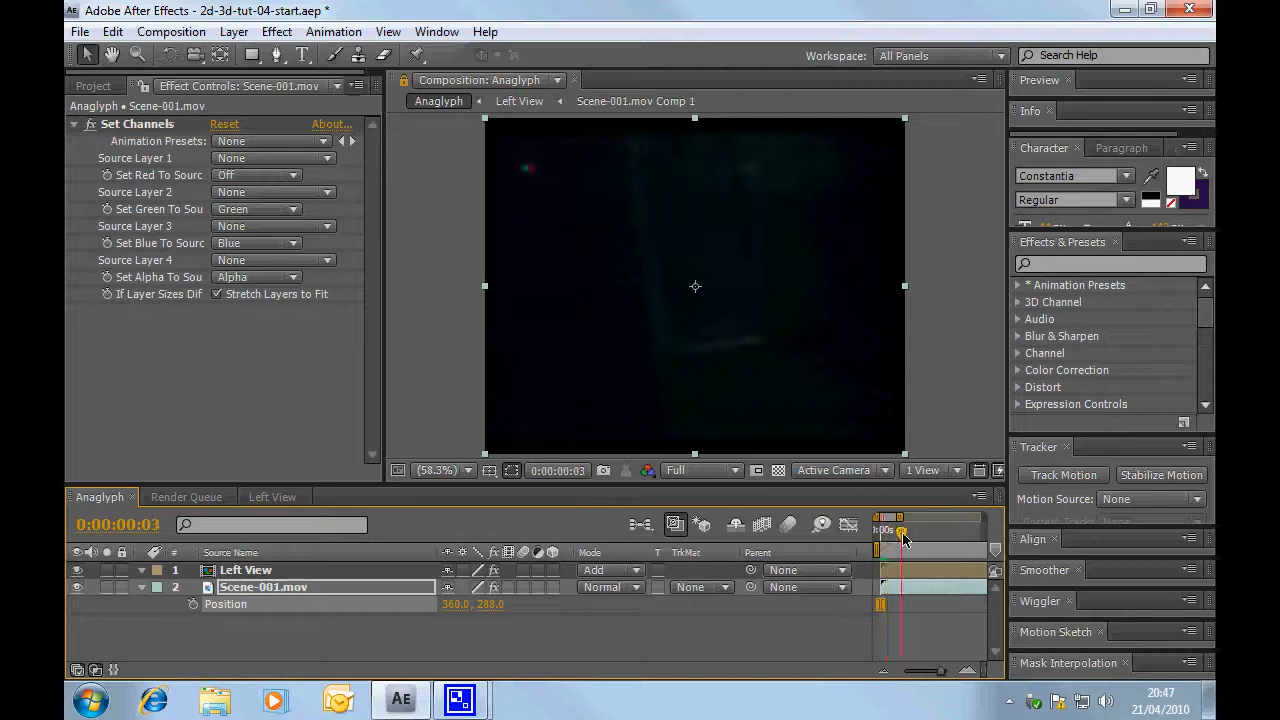 Adobe After Effects - 2d-3d-tut-04-start.aep *
File Edit Composition Layer Effect Animation View Window Help
Workspace: All Panels Search Help
Project Effect Controls: Scene-001.mov
Composition: Anaglyph
Preview
Anaglyph • Scene-001.mov
Anaglyph Left View Scene-001.mov Comp 1
Info
fx Set Channels Reset About...
Animation Presets: None
Source Layer 1 None
Set Red To Sourc Off
Source Layer 2 None
Set Green To Sou Green
Source Layer 3 None
Set Blue To Sourc Blue
Source Layer 4 None
Set Alpha To Sou Alpha
If Layer Sizes Dif Stretch Layers to Fit
Character Paragraph
Constantia
Regular
Effects & Presets
* Animation Presets
3D Channel
Audio
Blur & Sharpen
Channel
Color Correction
Distort
Expression Controls
Tracker
Track Motion Stabilize Motion
Motion Source: None
(58.3%) 0:00:00:03 Full Active Camera 1 View
Anaglyph Render Queue Left View
0:00:00:03
0:00s
Align
Smoother
Wiggler
Motion Sketch
Mask Interpolation
# Source Name Mode T TrkMat Parent
1 Left View fx Add None
2 Scene-001.mov fx Normal None None
Position 360.0, 288.0
AE
20:47
21/04/2010